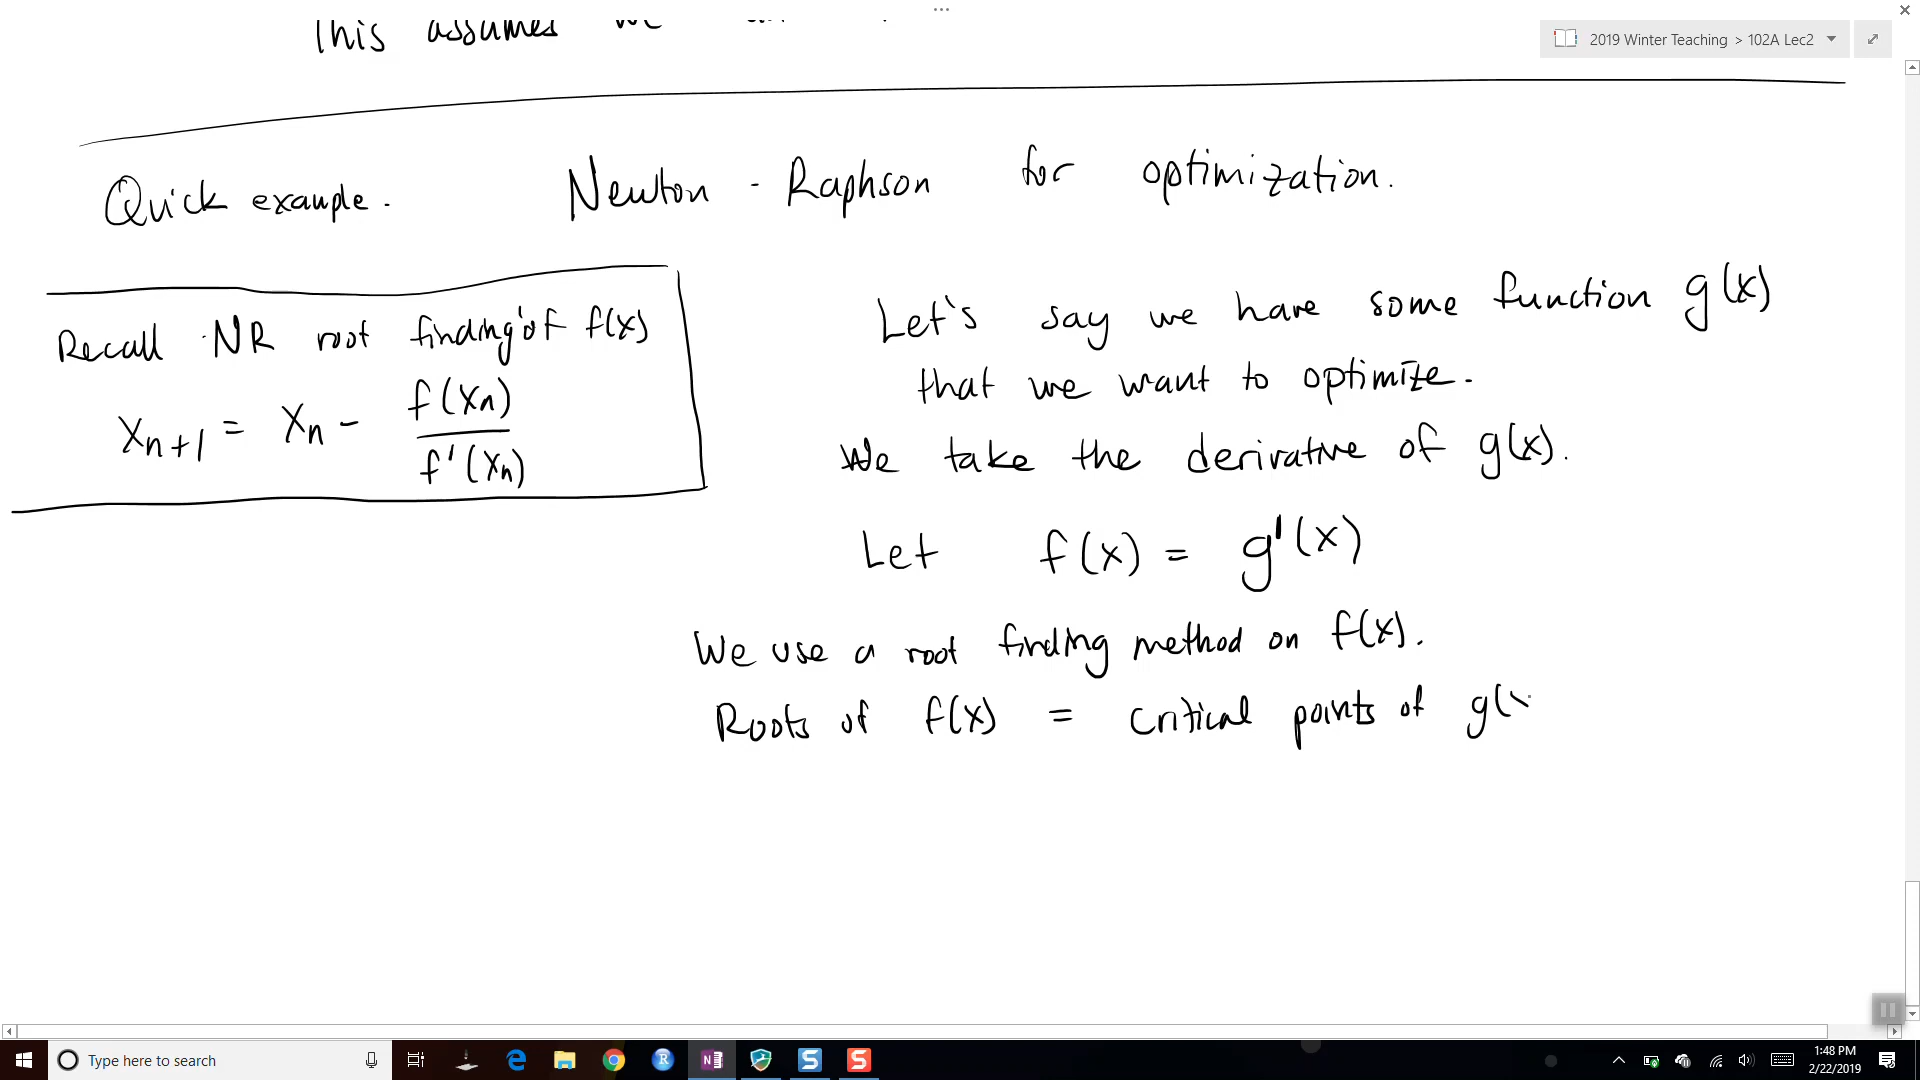 This assumes we
2019 Winter Teaching > 102A Lec2
Quick example. Newton - Raphson for optimization.
Recall NR root finding of f(x)
Xn+1 = Xn - f(Xn) / f'(Xn)
Let's say we have some function g(x)
that we want to optimize.
We take the derivative of g(x).
Let f(x) = g'(x)
We use a root finding method on f(x).
Roots of f(x) = critical points of g(x
Type here to search
1:48 PM
2/22/2019